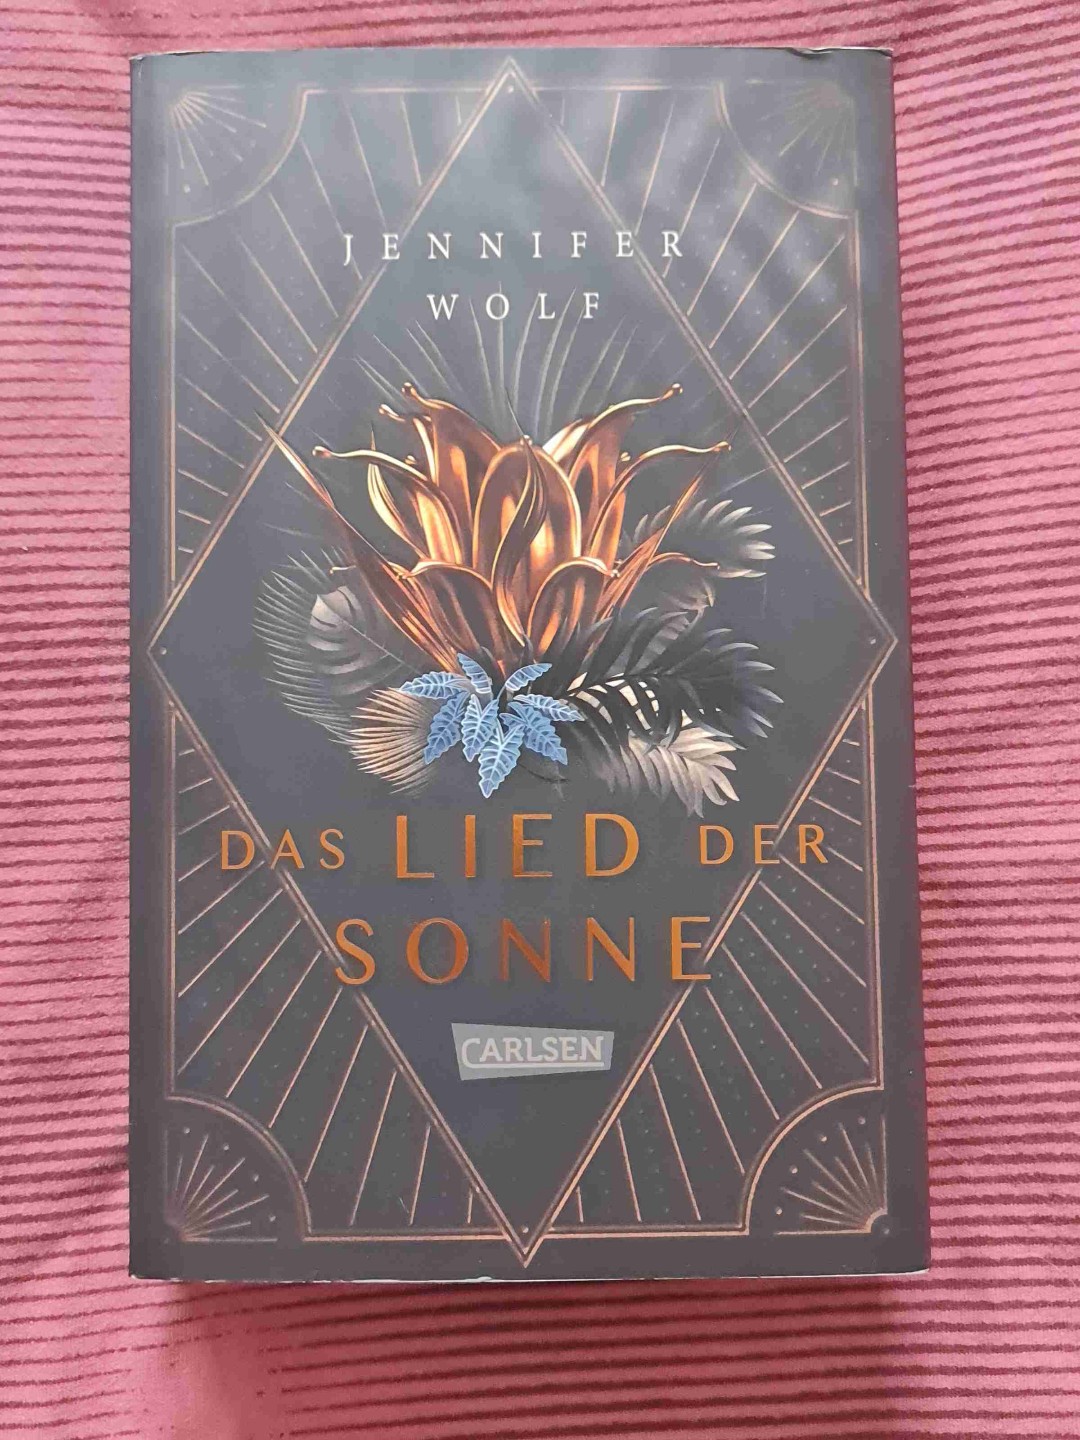 JENNIFER
WOLF
DAS LIED DER
SONNE
CARLSEN